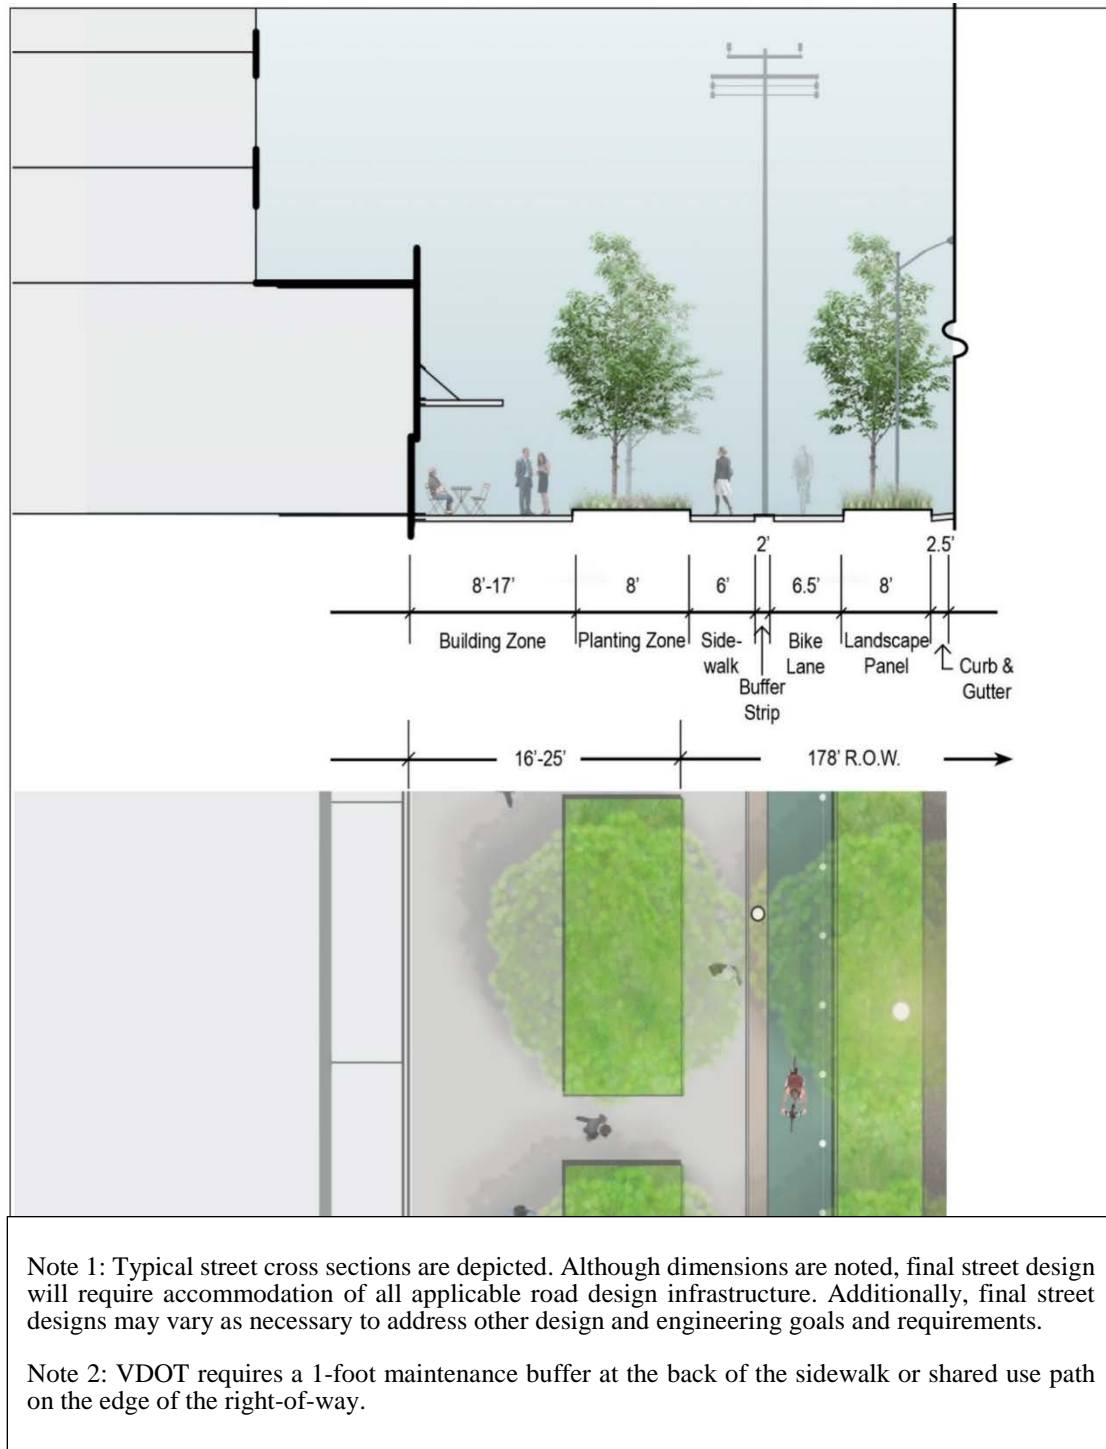 2' 2.5'
8'-17' 8' 6' 6.5' 8'
Building Zone Planting Zone Side- Bike Landscape Curb &
walk Lane Panel Gutter
Buffer
Strip
16'-25' 178' R.O.W.
Note 1: Typical street cross sections are depicted. Although dimensions are noted, final street design
will require accommodation of all applicable road design infrastructure. Additionally, final street
designs may vary as necessary to address other design and engineering goals and requirements.
Note 2: VDOT requires a 1-foot maintenance buffer at the back of the sidewalk or shared use path
on the edge of the right-of-way.